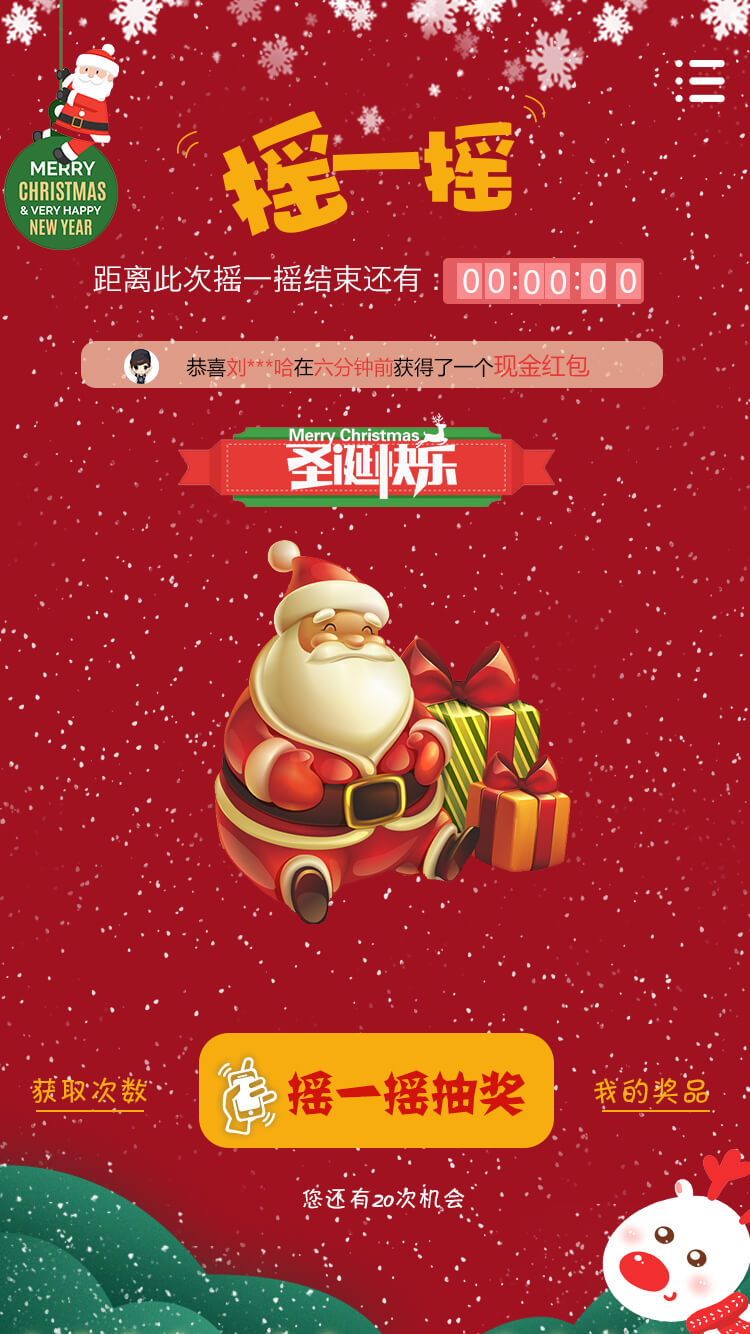 MERRY
CHRISTMAS
& VERY HAPPY
NEW YEAR
摇一摇
距离此次摇一摇结束还有：00:00:00
恭喜刘***哈在六分钟前获得了一个现金红包
Merry Christmas
圣诞快乐
获取次数
摇一摇抽奖
我的奖品
您还有20次机会